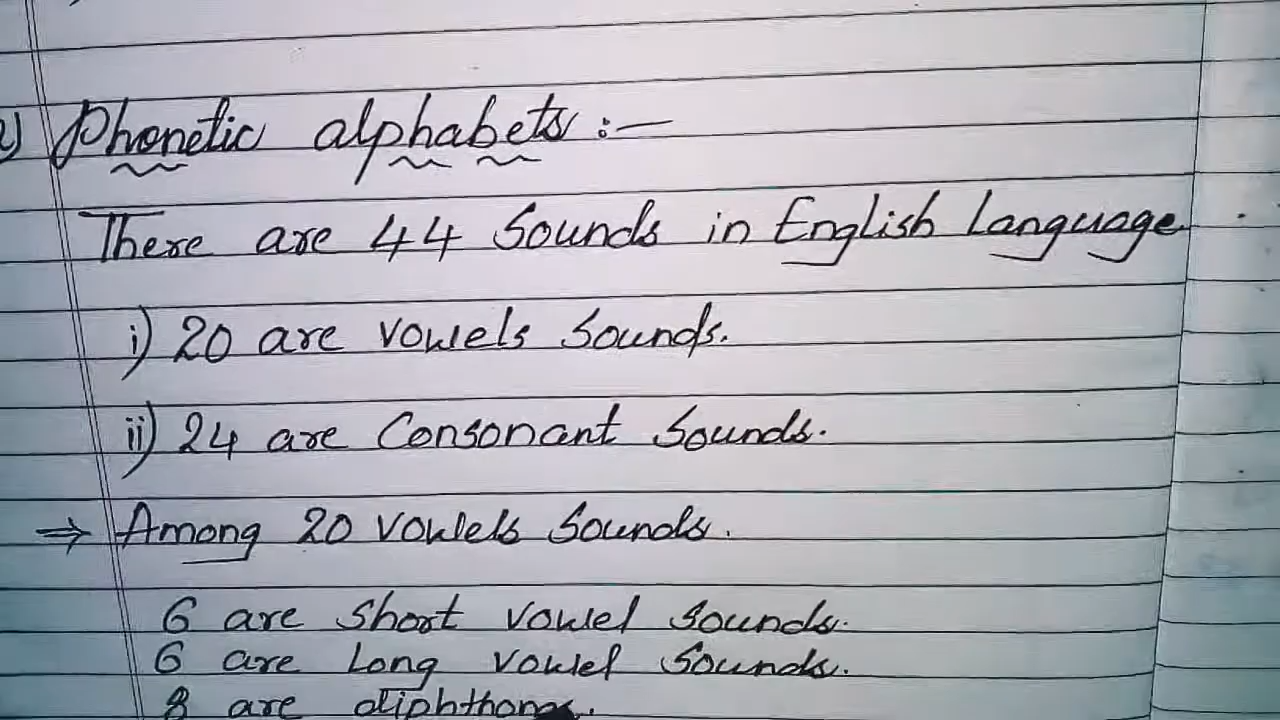 Phonetic alphabets :—
There are 44 Sounds in English Language.
i) 20 are vowels Sounds.
ii) 24 are Consonant Sounds.
⇒ Among 20 Vowels Sounds.
6 are Short vowel Sounds.
6 are Long vowel Sounds.
8 are diphthongs.